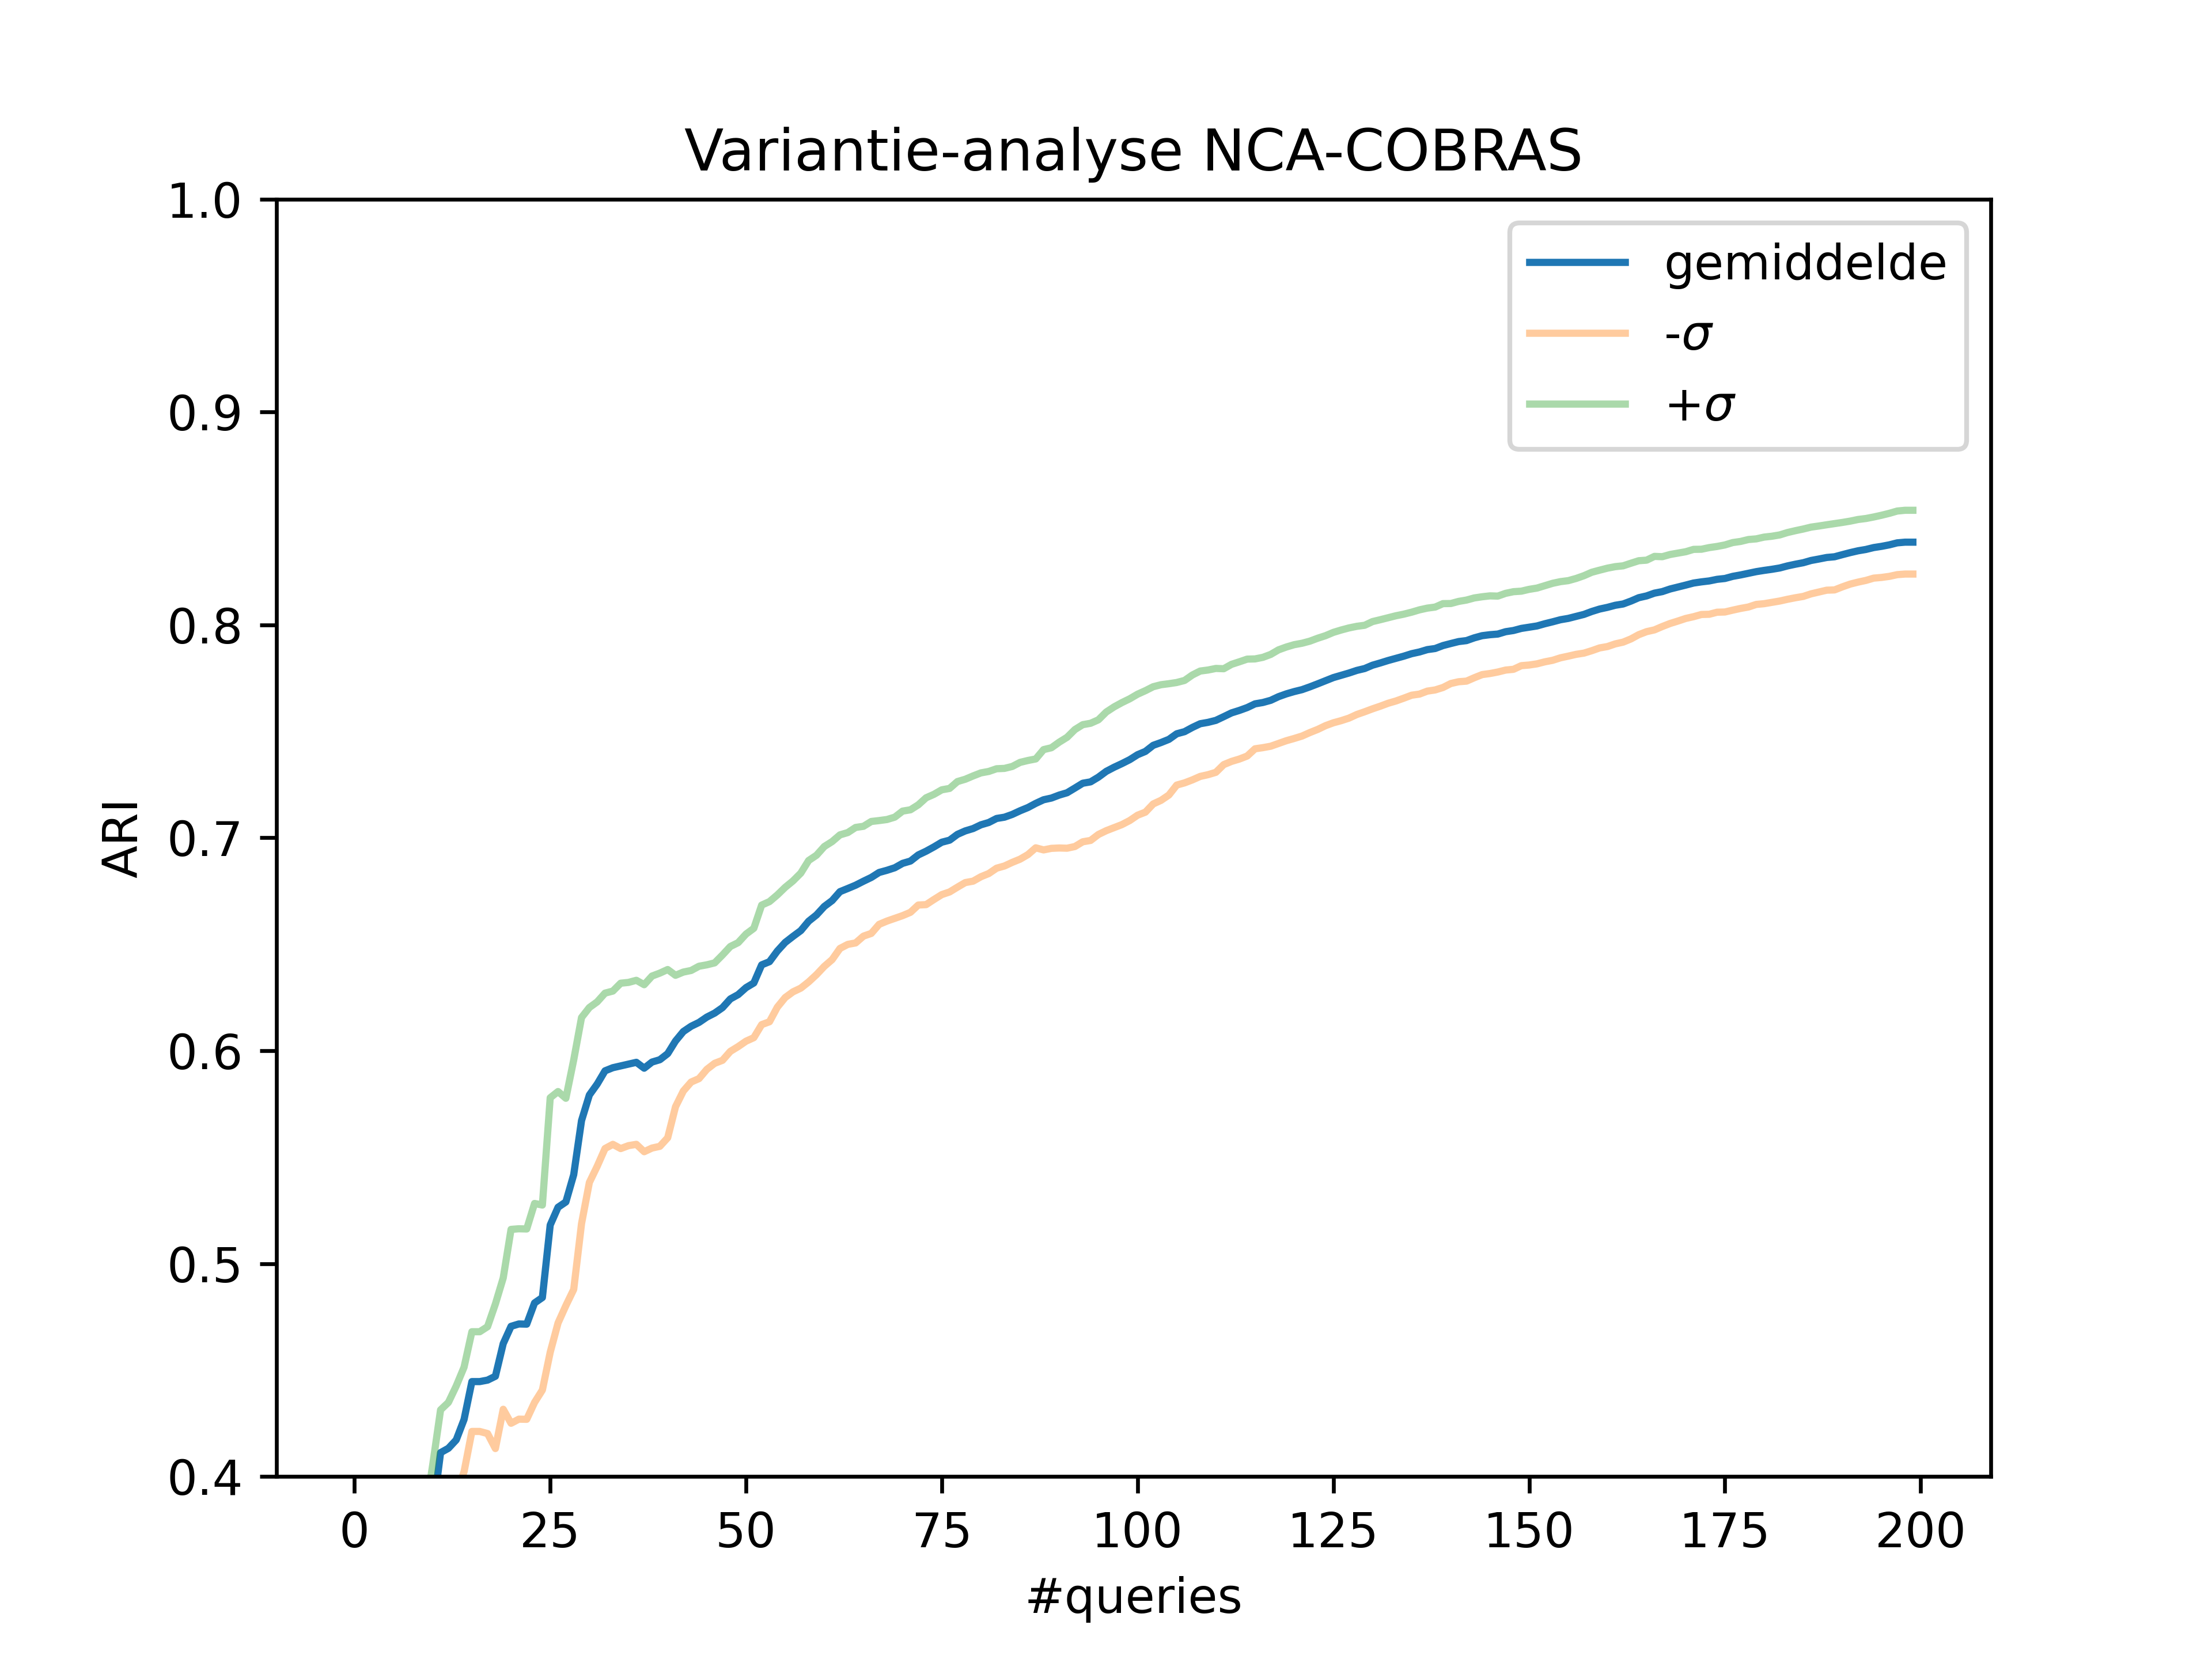 Variantie-analyse NCA-COBRAS
1.0
0.9
0.8
0.7
0.6
0.5
0.4
ARI
gemiddelde
-σ
+σ
0 25 50 75 100 125 150 175 200
#queries